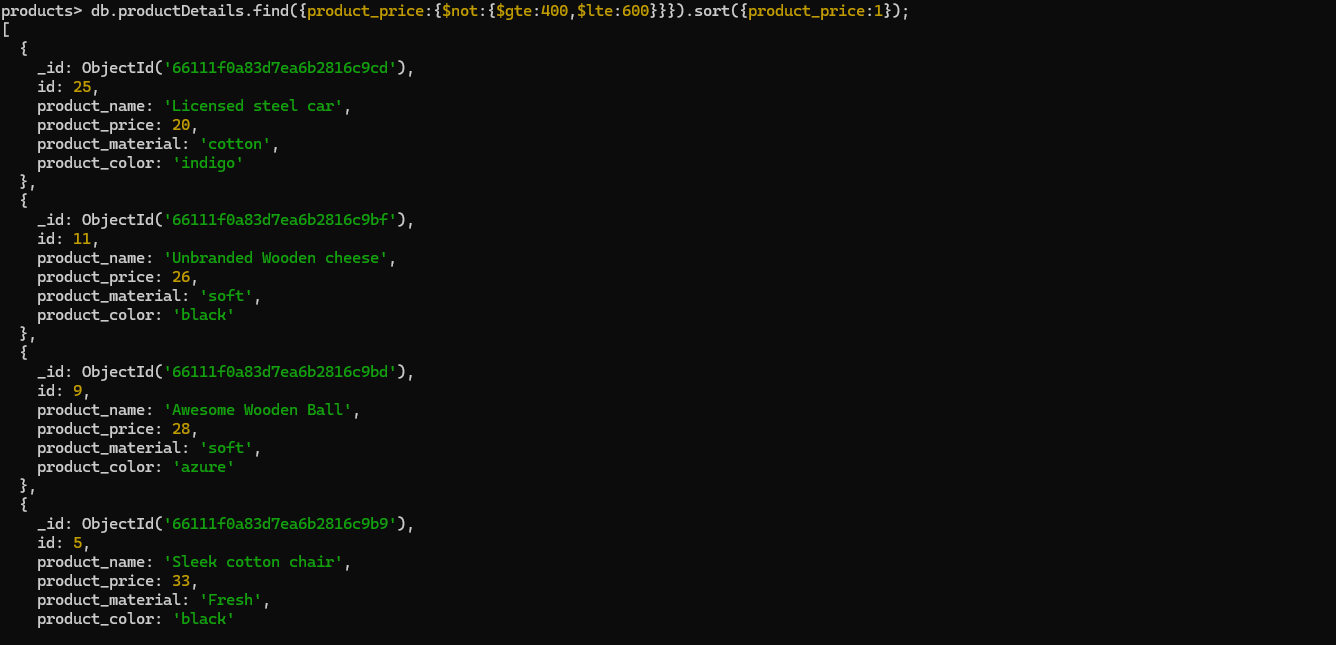 products> db.productDetails.find({product_price:{$not:{$gte:400,$lte:600}}}).sort({product_price:1});
[
  {
    _id: ObjectId('66111f0a83d7ea6b2816c9cd'),
    id: 25,
    product_name: 'Licensed steel car',
    product_price: 20,
    product_material: 'cotton',
    product_color: 'indigo'
  },
  {
    _id: ObjectId('66111f0a83d7ea6b2816c9bf'),
    id: 11,
    product_name: 'Unbranded Wooden cheese',
    product_price: 26,
    product_material: 'soft',
    product_color: 'black'
  },
  {
    _id: ObjectId('66111f0a83d7ea6b2816c9bd'),
    id: 9,
    product_name: 'Awesome Wooden Ball',
    product_price: 28,
    product_material: 'soft',
    product_color: 'azure'
  },
  {
    _id: ObjectId('66111f0a83d7ea6b2816c9b9'),
    id: 5,
    product_name: 'Sleek cotton chair',
    product_price: 33,
    product_material: 'Fresh',
    product_color: 'black'